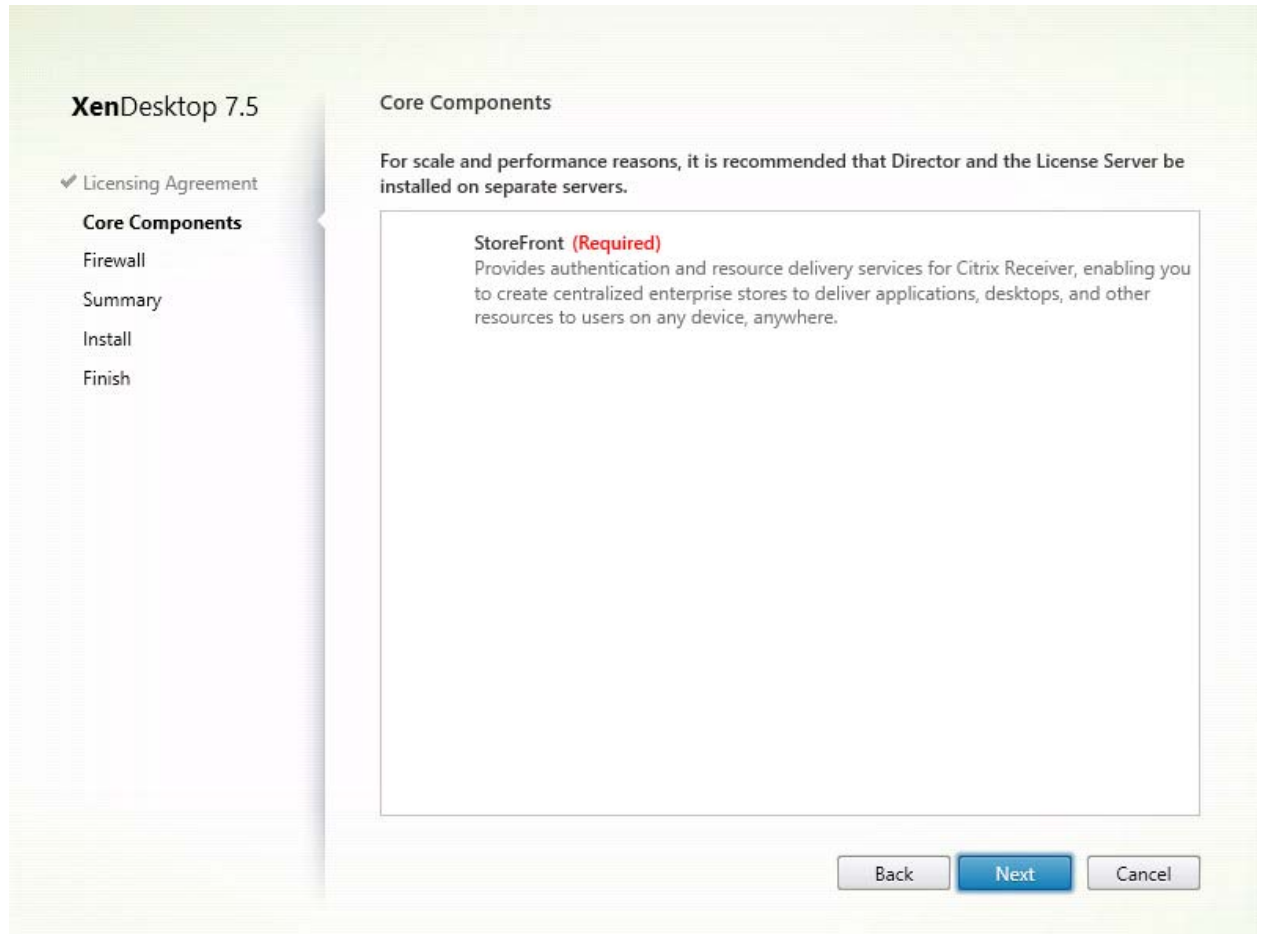 XenDesktop 7.5
Licensing Agreement
Core Components
Firewall
Summary
Install
Finish
Core Components
For scale and performance reasons, it is recommended that Director and the License Server be
installed on separate servers.
StoreFront (Required)
Provides authentication and resource delivery services for Citrix Receiver, enabling you
to create centralized enterprise stores to deliver applications, desktops, and other
resources to users on any device, anywhere.
Back Next Cancel